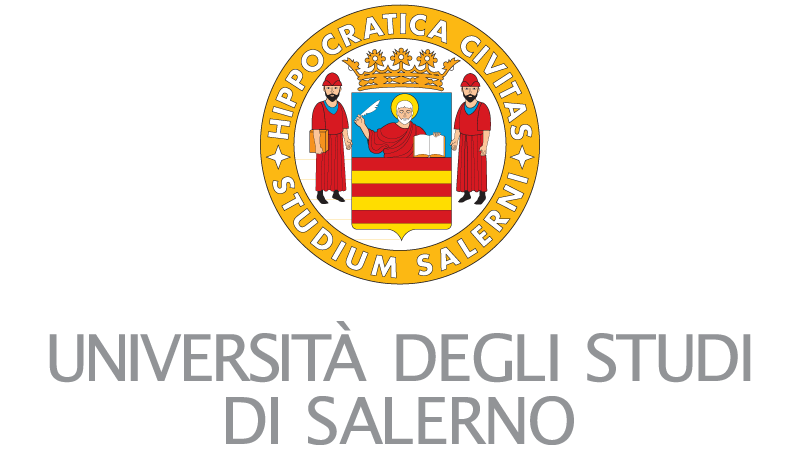 HIPPOCRATICA CIVITAS
STUDIUM SALERNI
UNIVERSITÀ DEGLI STUDI
DI SALERNO